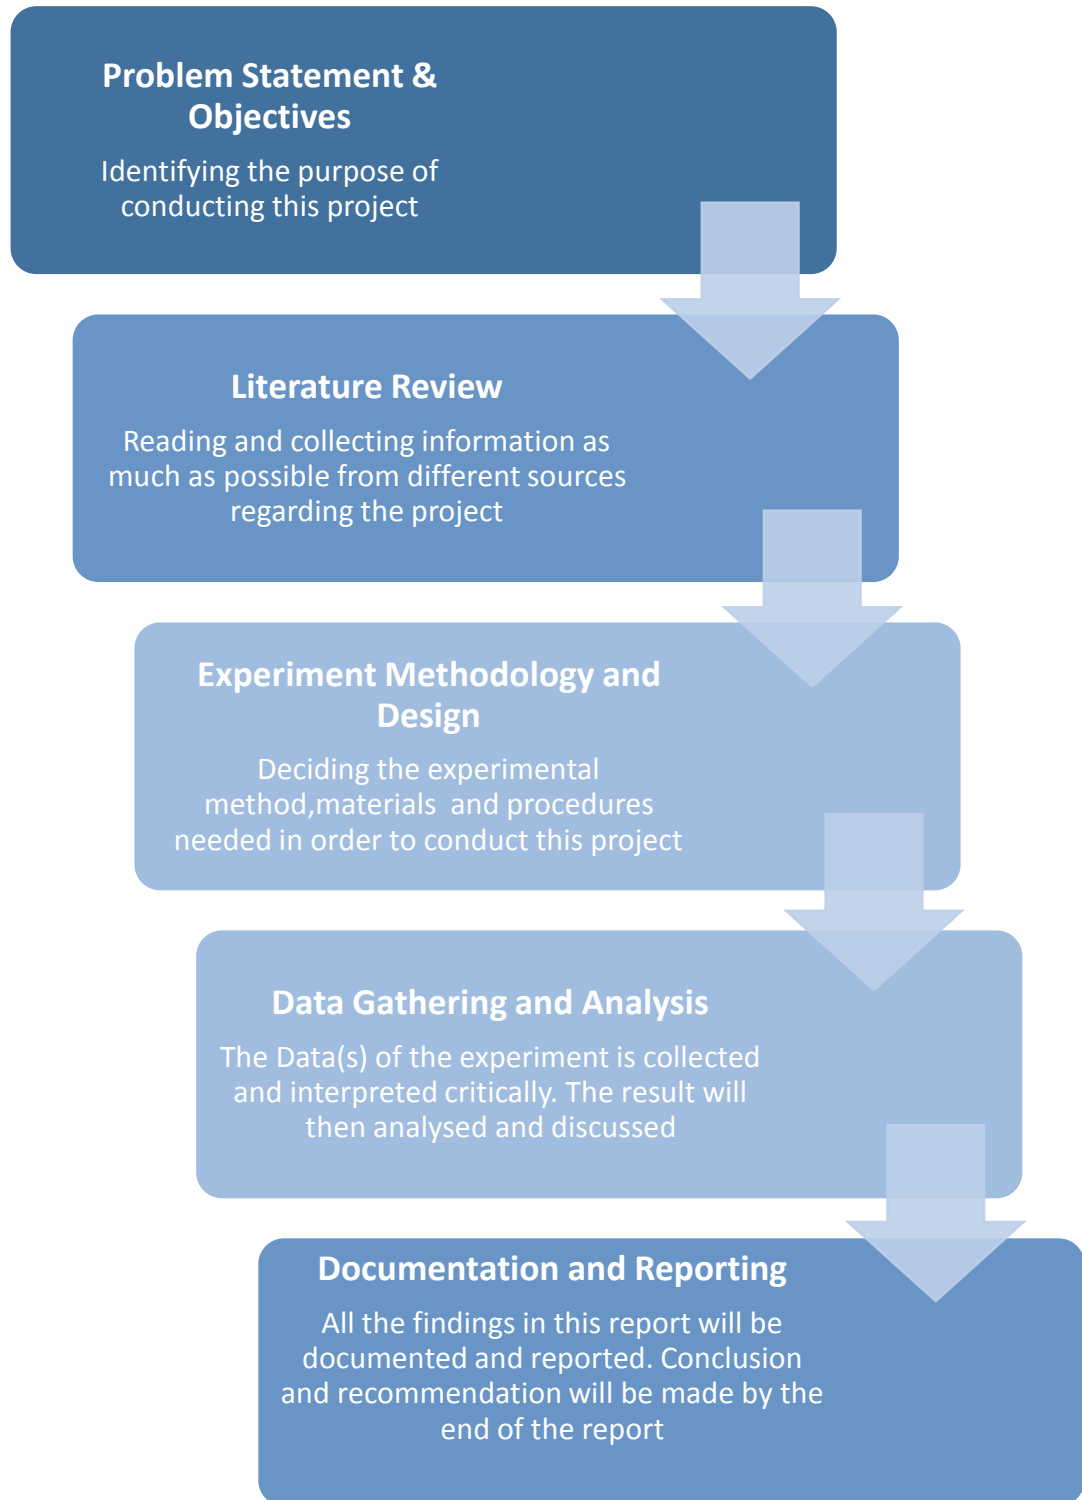 Problem Statement &
Objectives
Identifying the purpose of
conducting this project
Literature Review
Reading and collecting information as
much as possible from different sources
regarding the project
Experiment Methodology and
Design
Deciding the experimental
method,materials  and procedures
needed in order to conduct this project
Data Gathering and Analysis
The Data(s) of the experiment is collected
and interpreted critically. The result will
then analysed and discussed
Documentation and Reporting
All the findings in this report will be
documented and reported. Conclusion
and recommendation will be made by the
end of the report